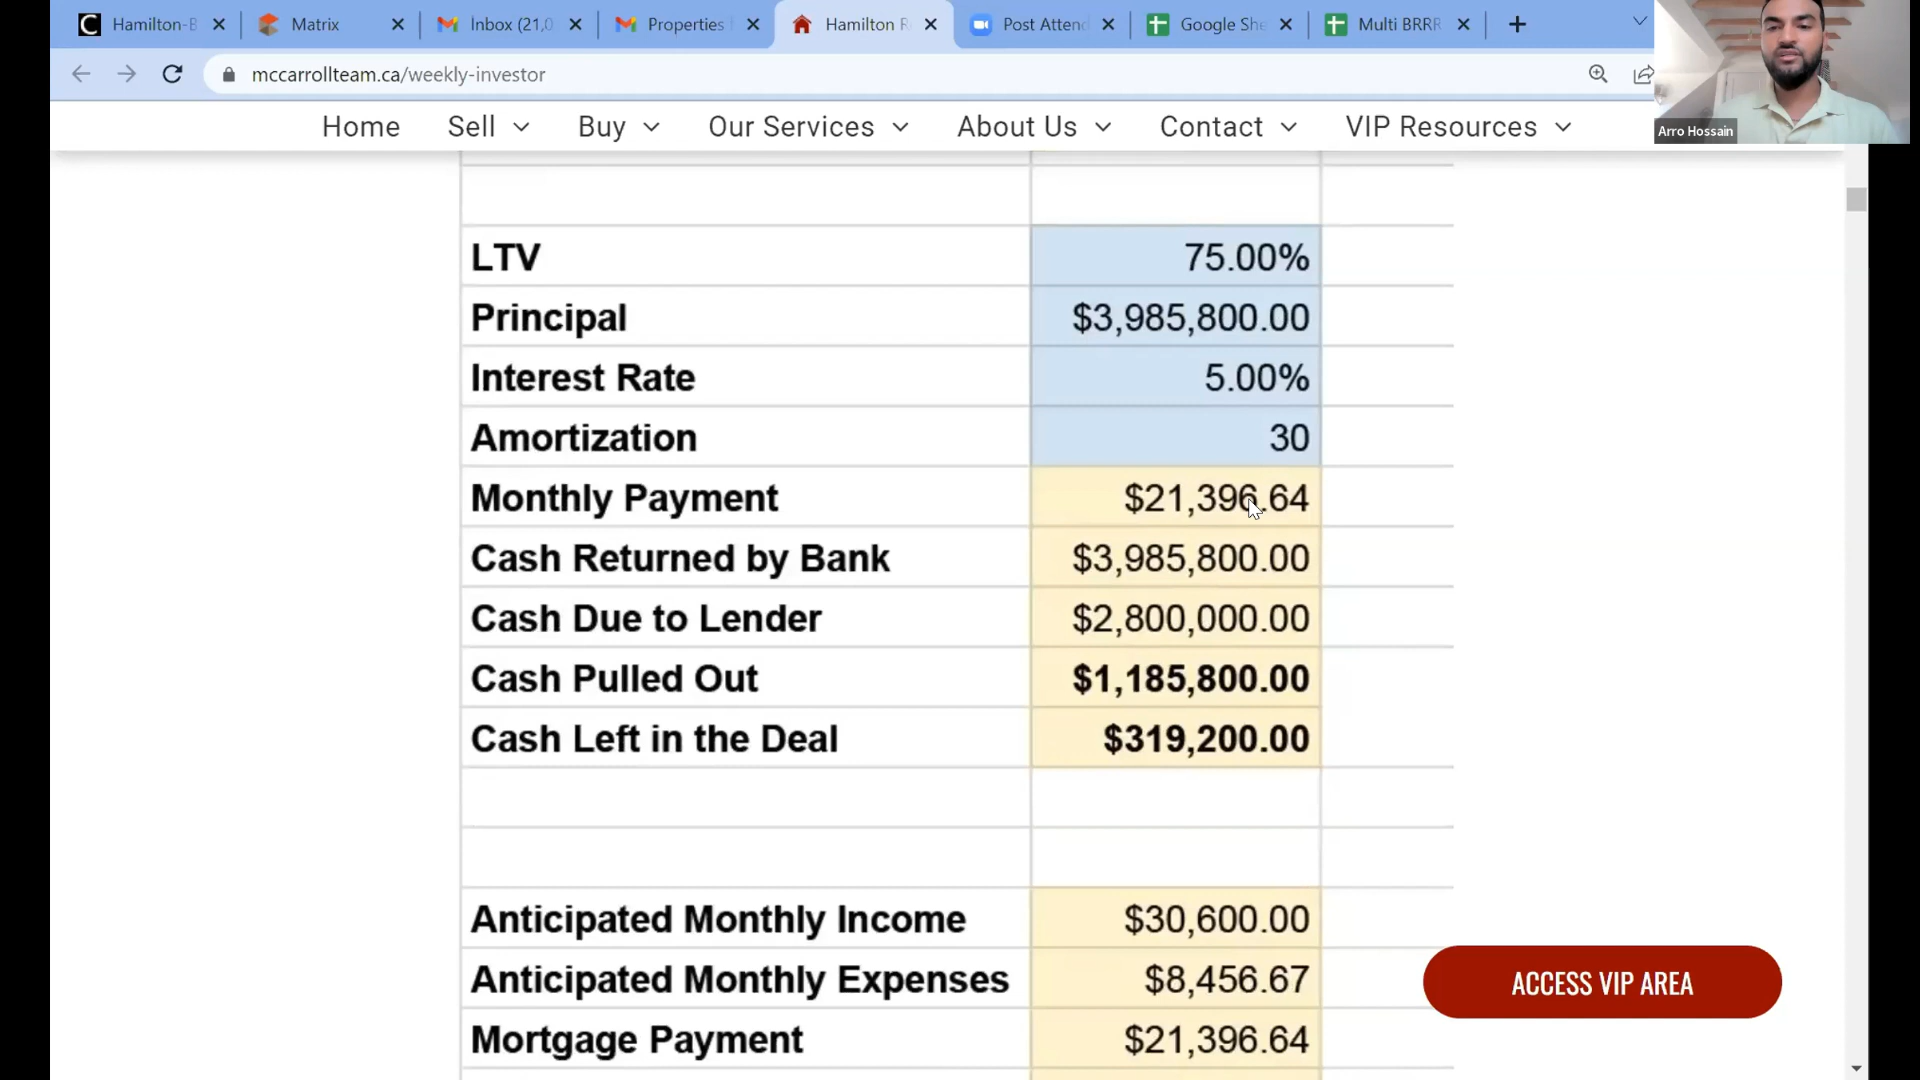 Hamilton-B
Matrix
Inbox (21,0
Properties
Hamilton R
Post Attend
Google She
Multi BRRR
mccarrollteam.ca/weekly-investor
Home
Sell
Buy
Our Services
About Us
Contact
VIP Resources
Arro Hossain
LTV 75.00%
Principal $3,985,800.00
Interest Rate 5.00%
Amortization 30
Monthly Payment $21,396.64
Cash Returned by Bank $3,985,800.00
Cash Due to Lender $2,800,000.00
Cash Pulled Out $1,185,800.00
Cash Left in the Deal $319,200.00
Anticipated Monthly Income $30,600.00
Anticipated Monthly Expenses $8,456.67
Mortgage Payment $21,396.64
ACCESS VIP AREA